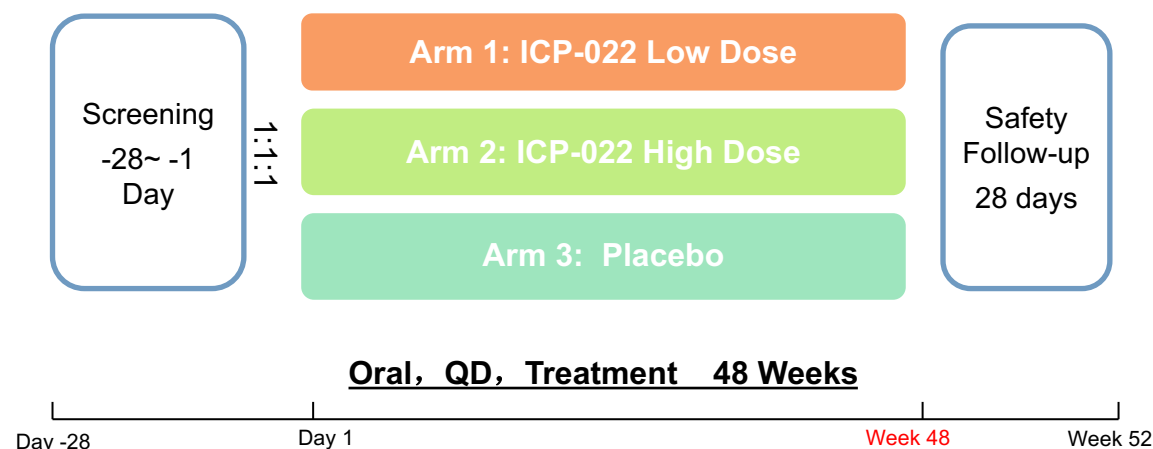 Screening
-28~ -1
Day
1:1:1
Arm 1: ICP-022 Low Dose
Arm 2: ICP-022 High Dose
Arm 3:  Placebo
Safety
Follow-up
28 days
Oral，QD，Treatment    48 Weeks
Day -28
Day 1
Week 48
Week 52